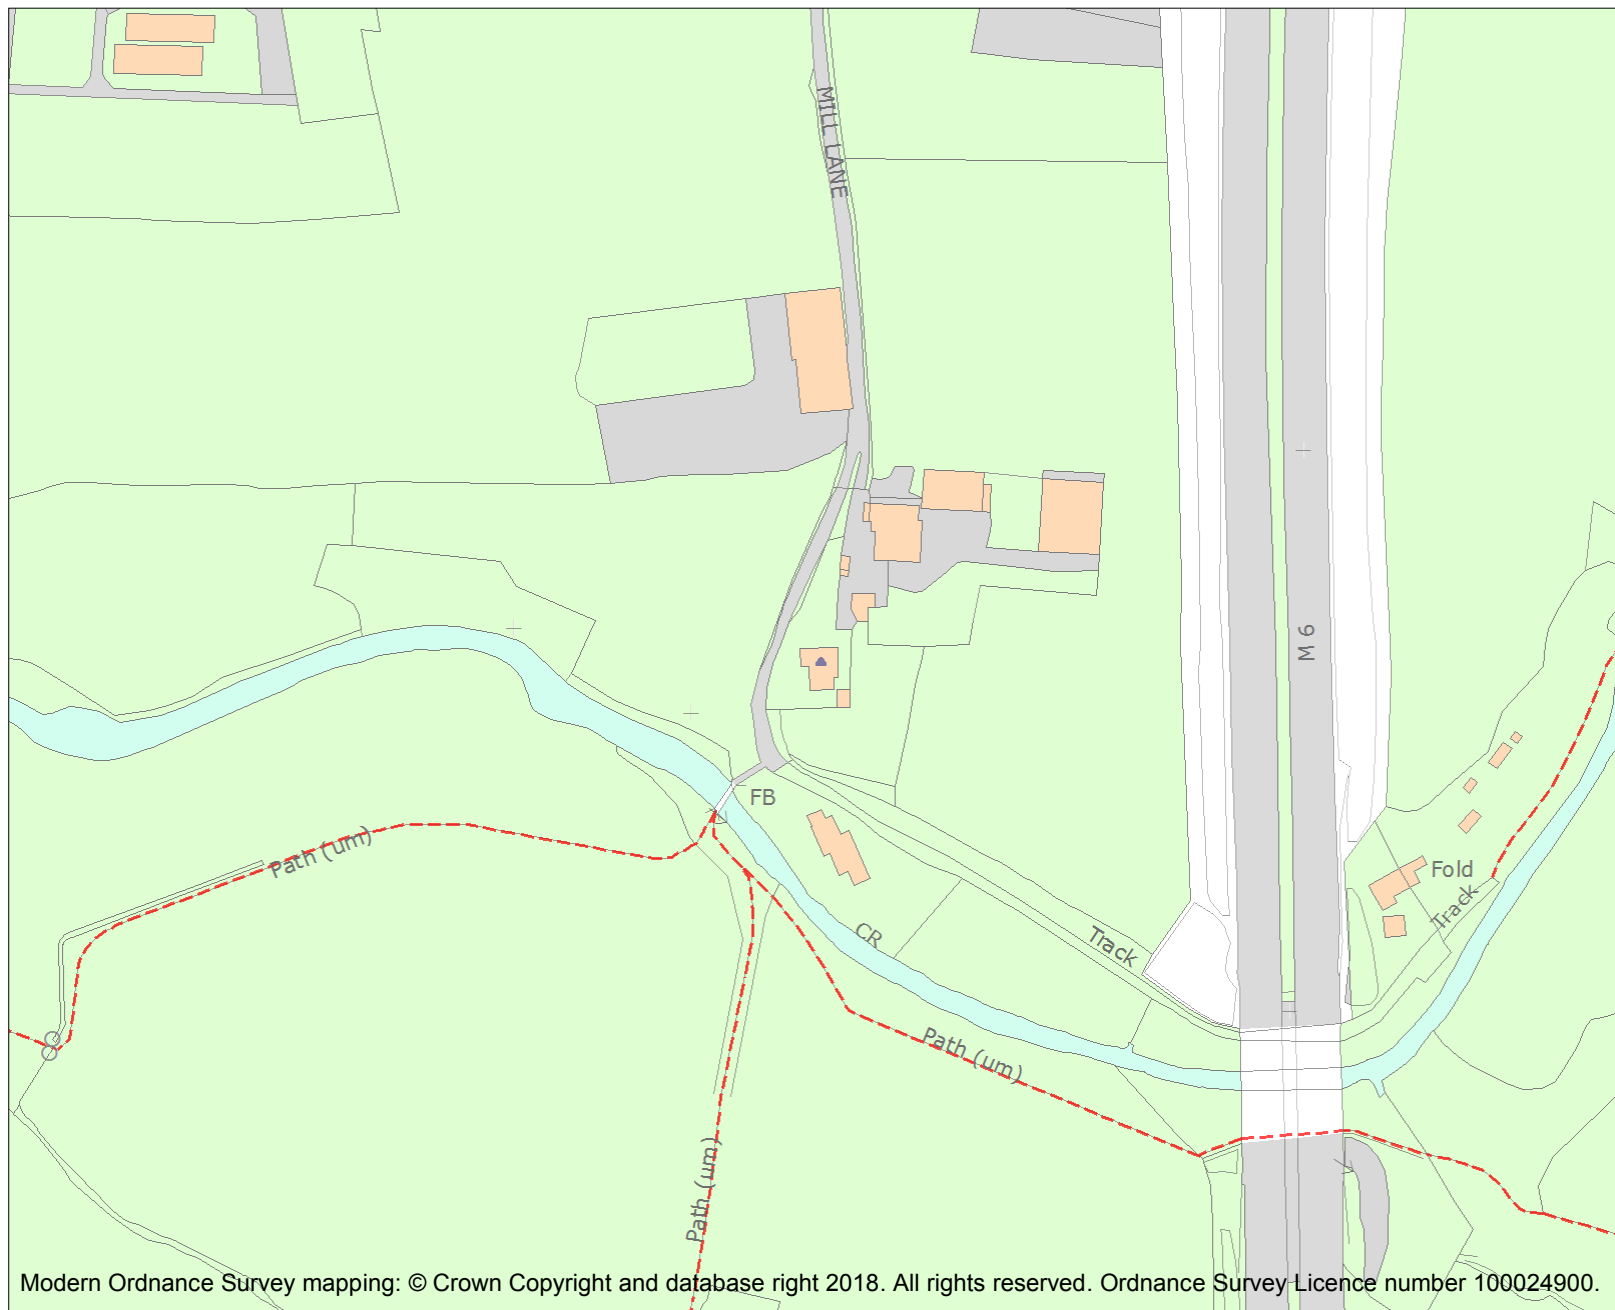 MILL LANE
M 6
FB
Path (um)
Fold
Track
CR
Track
Path (um)
Path (um)
Modern Ordnance Survey mapping: © Crown Copyright and database right 2018. All rights reserved. Ordnance Survey Licence number 100024900.